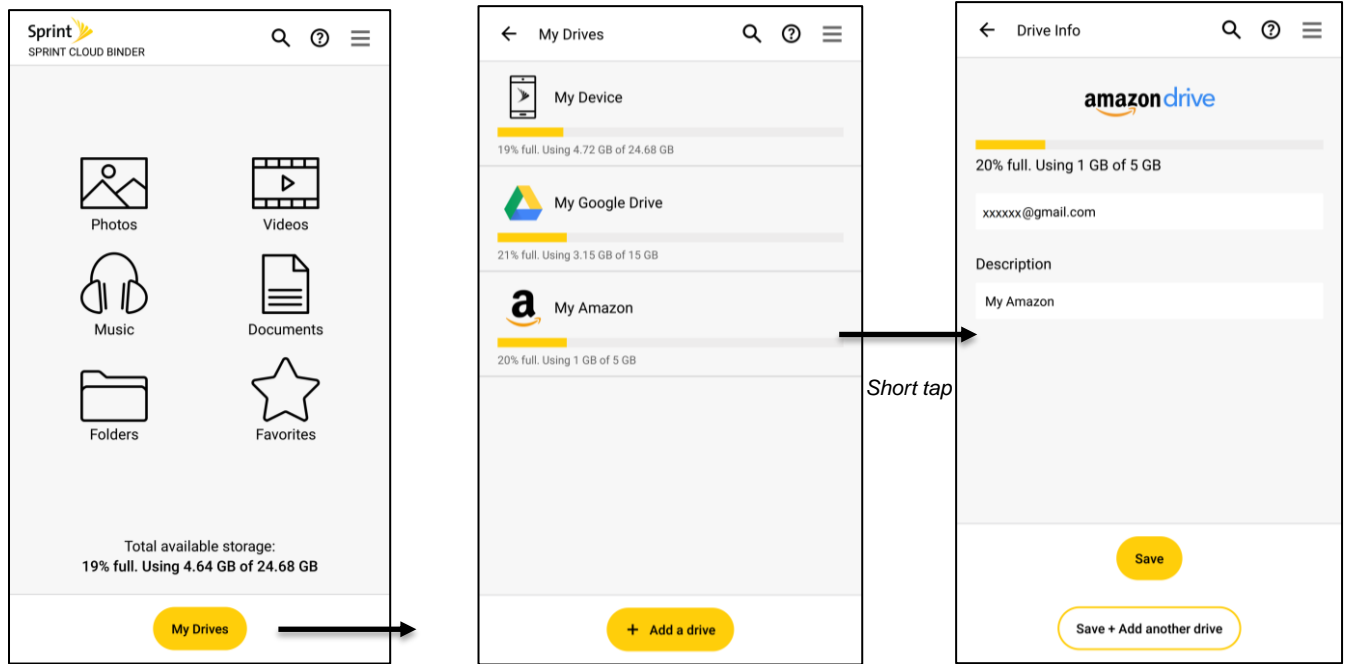 Sprint
SPRINT CLOUD BINDER
Photos
Videos
Music
Documents
Folders
Favorites
Total available storage:
19% full. Using 4.64 GB of 24.68 GB
My Drives
My Drives
My Device
19% full. Using 4.72 GB of 24.68 GB
My Google Drive
21% full. Using 3.15 GB of 15 GB
a
My Amazon
20% full. Using 1 GB of 5 GB
+ Add a drive
Short tap
Drive Info
amazon drive
20% full. Using 1 GB of 5 GB
xxxxxx@gmail.com
Description
My Amazon
Save
Save + Add another drive